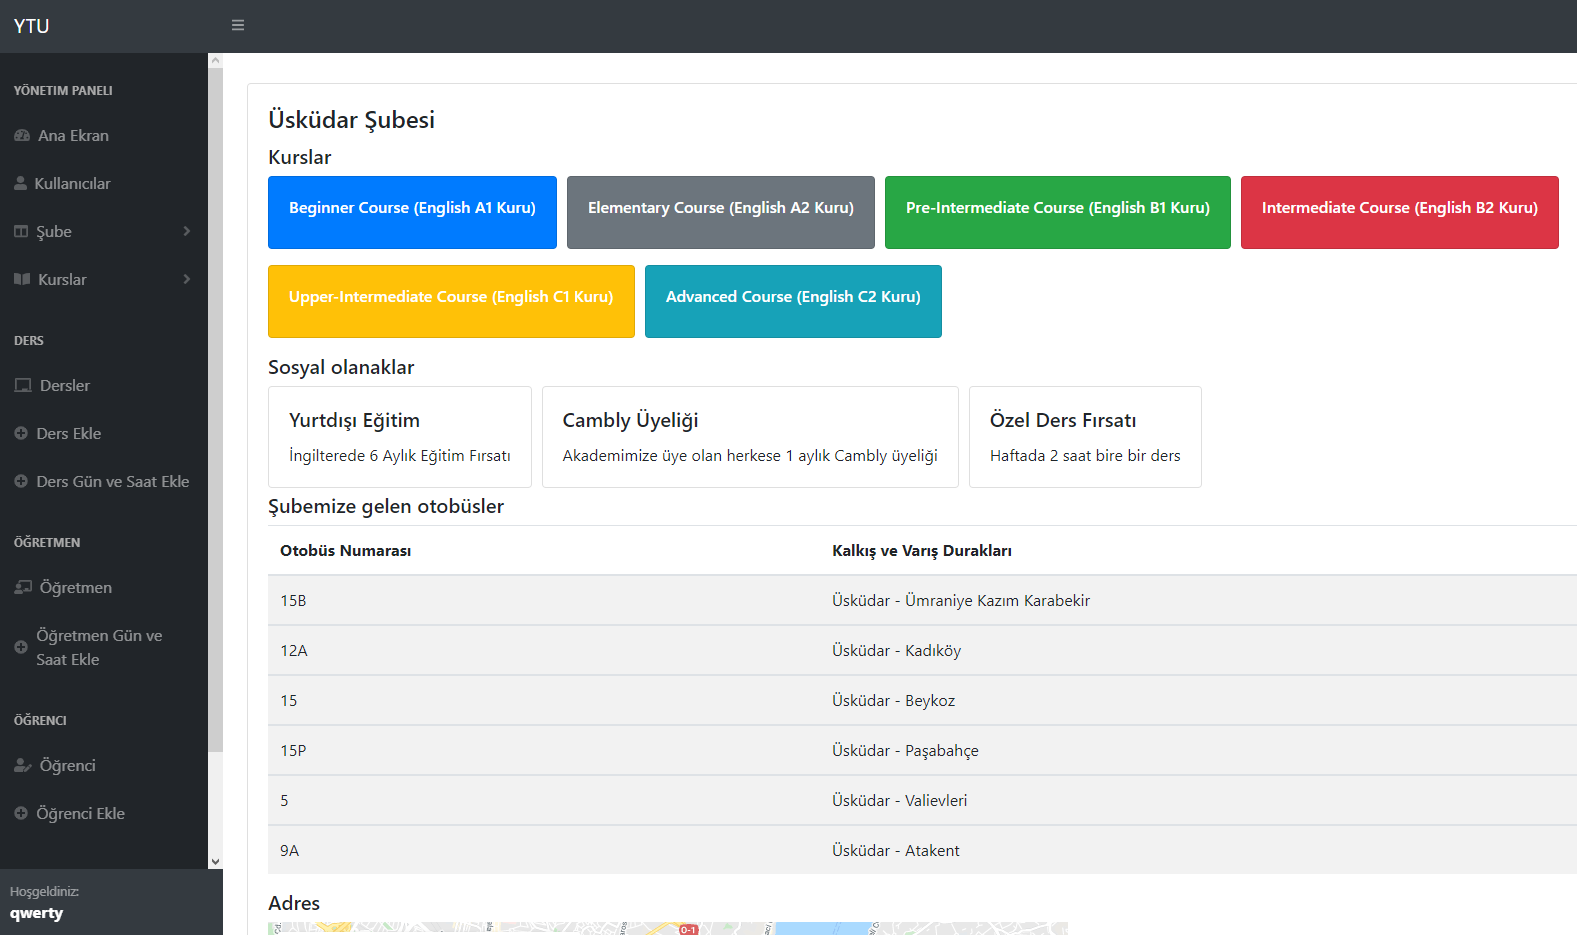 YTU
YÖNETIM PANELI
Ana Ekran
Kullanıcılar
Şube
Kurslar
DERS
Dersler
Ders Ekle
Ders Gün ve Saat Ekle
ÖĞRETMEN
Öğretmen
Öğretmen Gün ve
Saat Ekle
ÖĞRENCI
Öğrenci
Öğrenci Ekle
Hoşgeldiniz:
qwerty
Üsküdar Şubesi
Kurslar
Beginner Course (English A1 Kuru)
Elementary Course (English A2 Kuru)
Pre-Intermediate Course (English B1 Kuru)
Intermediate Course (English B2 Kuru)
Upper-Intermediate Course (English C1 Kuru)
Advanced Course (English C2 Kuru)
Sosyal olanaklar
Yurtdışı Eğitim
İngilterede 6 Aylık Eğitim Fırsatı
Cambly Üyeliği
Akademimize üye olan herkese 1 aylık Cambly üyeliği
Özel Ders Fırsatı
Haftada 2 saat bire bir ders
Şubemize gelen otobüsler
Otobüs Numarası Kalkış ve Varış Durakları
15B Üsküdar - Ümraniye Kazım Karabekir
12A Üsküdar - Kadıköy
15 Üsküdar - Beykoz
15P Üsküdar - Paşabahçe
5 Üsküdar - Valievleri
9A Üsküdar - Atakent
Adres
O-1